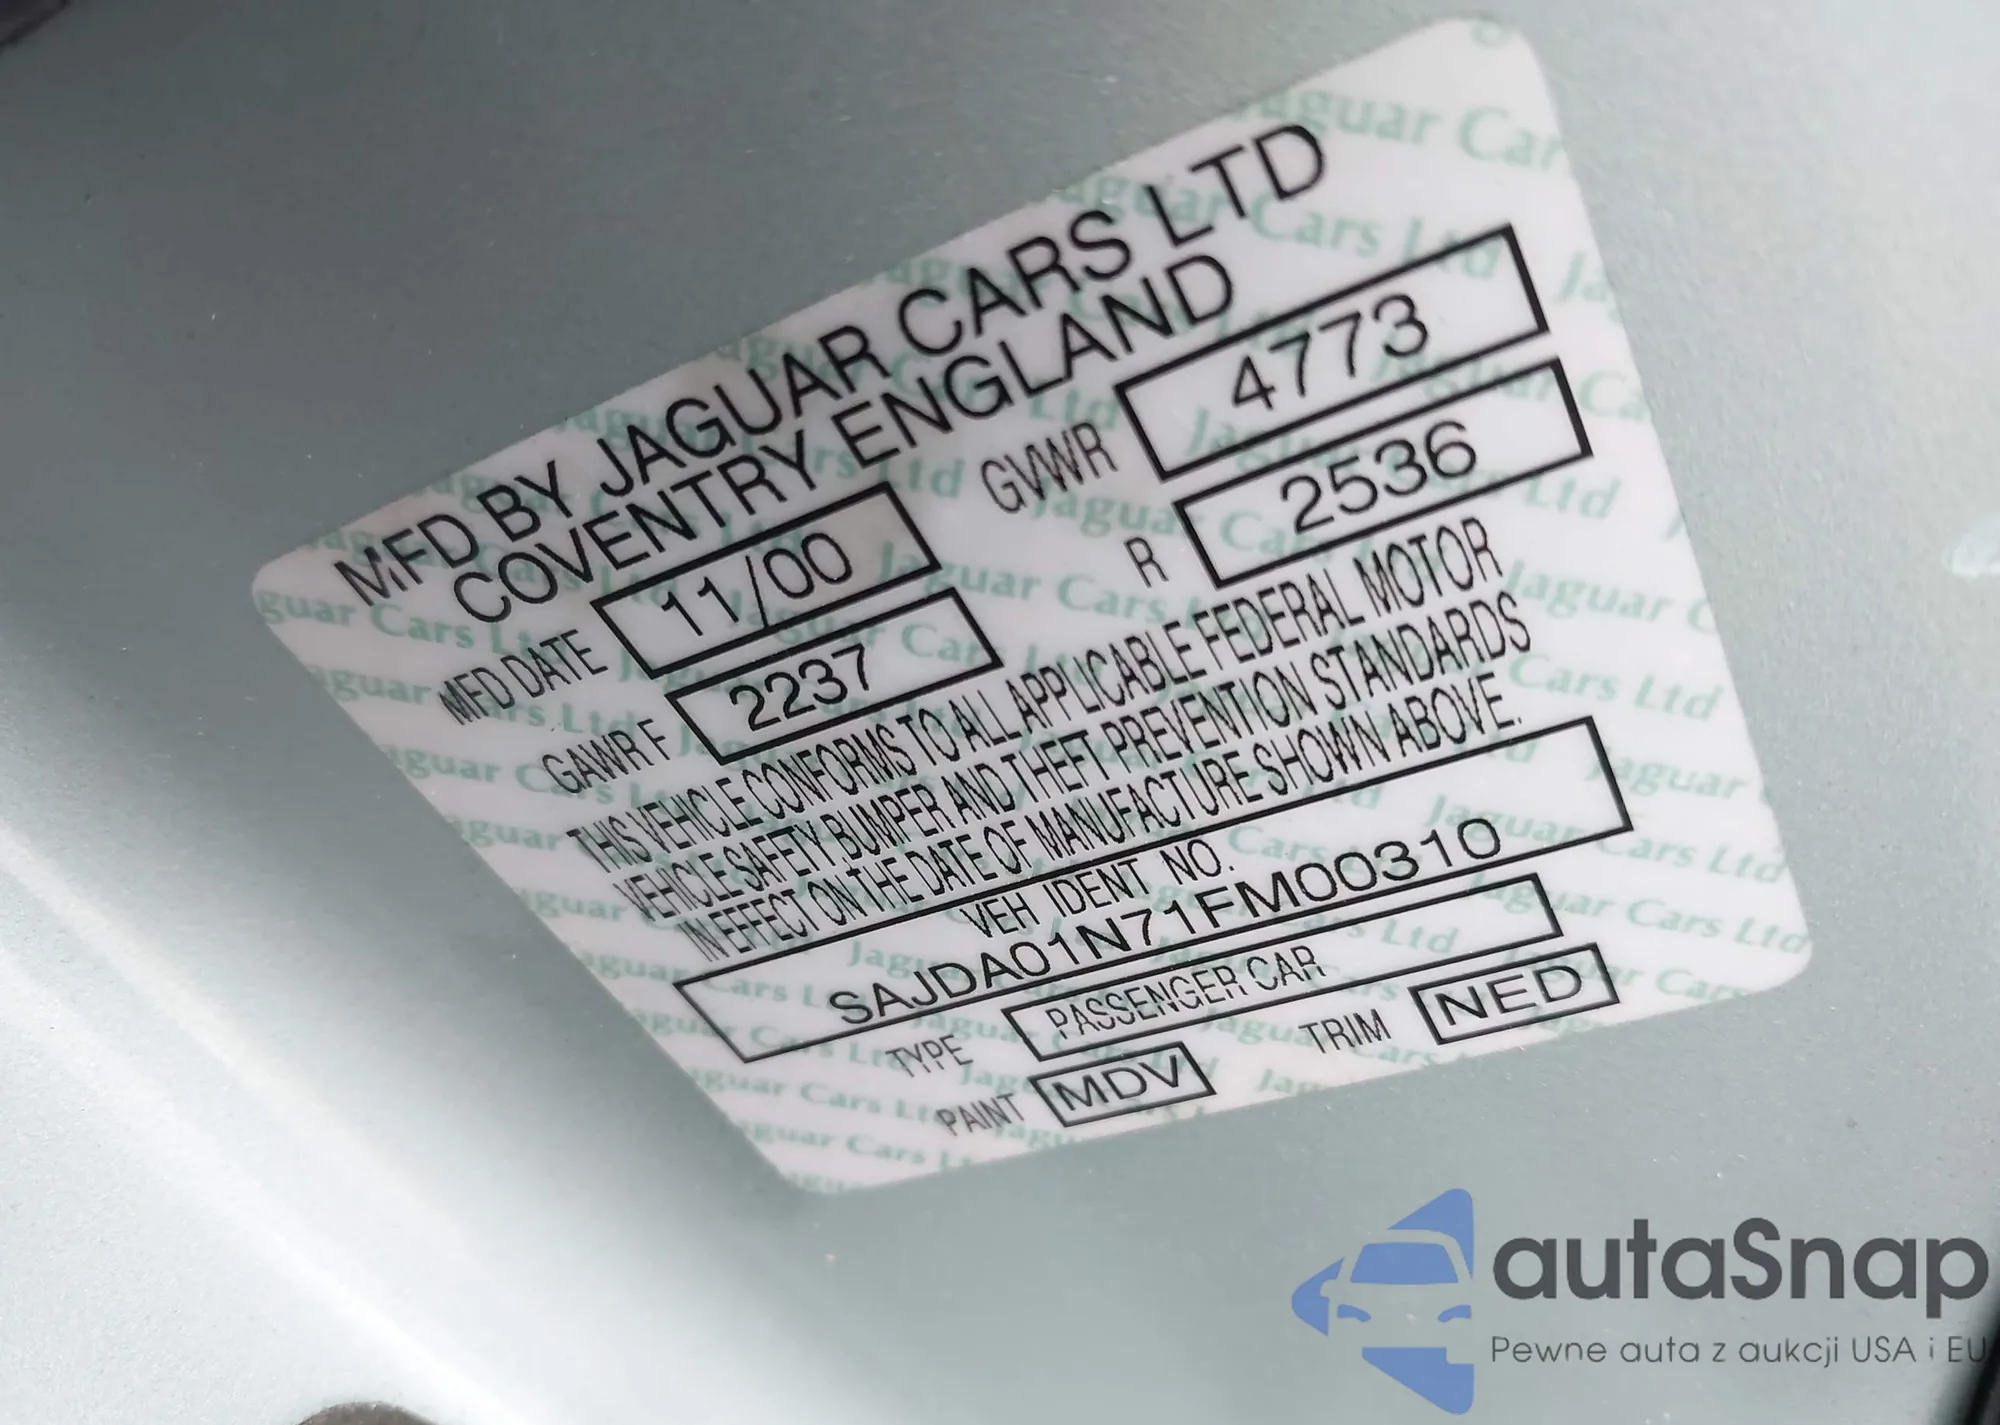 MFD BY JAGUAR CARS LTD
COVENTRY ENGLAND
MFD DATE 11/00 GVWR 4773
GAWR F 2237 R 2536
THIS VEHICLE CONFORMS TO ALL APPLICABLE FEDERAL MOTOR
VEHICLE SAFETY, BUMPER AND THEFT PREVENTION STANDARDS
IN EFFECT ON THE DATE OF MANUFACTURE SHOWN ABOVE.
VEH IDENT NO.
SAJDA01N71FM00310
TYPE PASSENGER CAR
PAINT MDV TRIM NED
autaSnap
Pewne auta z aukcji USA i EU